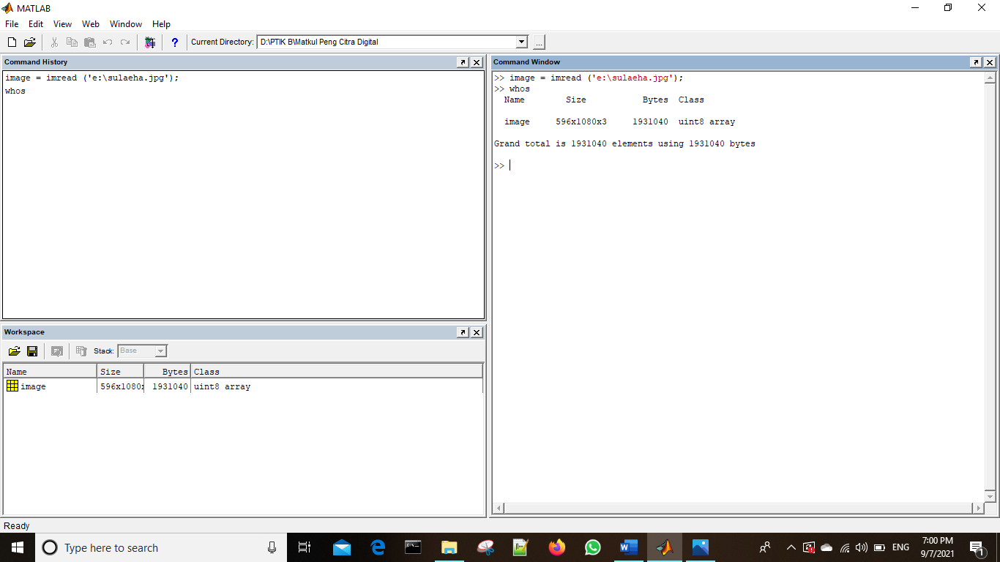 MATLAB
File Edit View Web Window Help
Current Directory: D:\PTIK B\Matkul Peng Citra Digital ...
Command History
image = imread ('e:\sulaeha.jpg');
whos
Workspace
Stack: Base
Name Size Bytes Class
image 596x1080x 1931040 uint8 array
Command Window
>> image = imread ('e:\sulaeha.jpg');
>> whos
Name Size Bytes Class
image 596x1080x3 1931040 uint8 array
Grand total is 1931040 elements using 1931040 bytes
>>
Ready
Type here to search
ENG
7:00 PM
9/7/2021
1